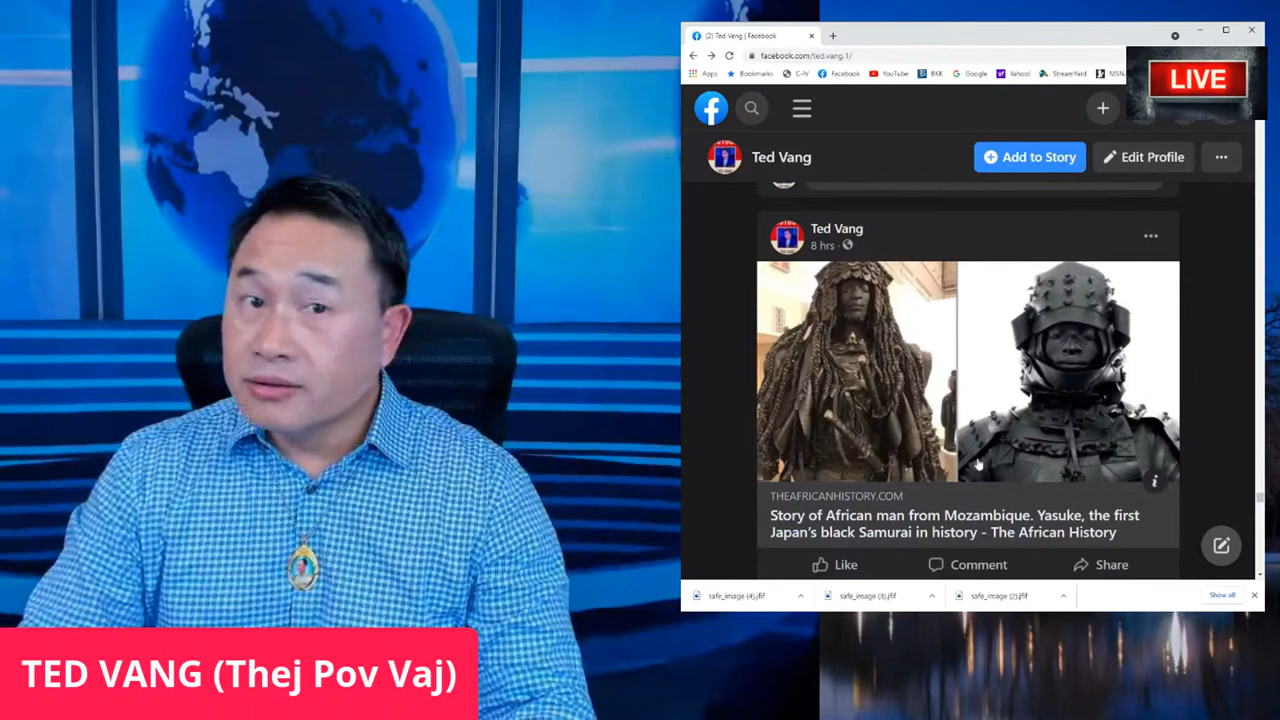 (2) Ted Vang | Facebook
facebook.com/ted.vang.1/
Apps Bookmarks C-IV Facebook YouTube BKK Google Yahoo! StreamYard MSN
LIVE
Ted Vang
Add to Story
Edit Profile
Ted Vang
8 hrs
THEAFRICANHISTORY.COM
Story of African man from Mozambique. Yasuke, the first
Japan's black Samurai in history - The African History
Like Comment Share
safe_image (4).jfif
safe_image (3).jfif
safe_image (2).jfif
Show all
TED VANG (Thej Pov Vaj)